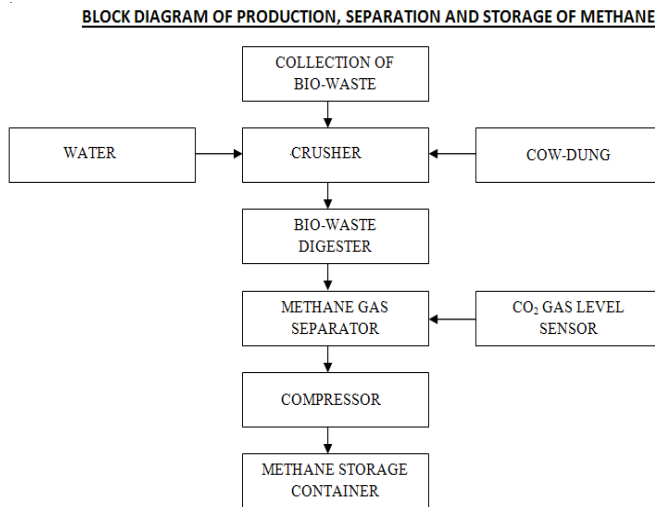 BLOCK DIAGRAM OF PRODUCTION, SEPARATION AND STORAGE OF METHANE
COLLECTION OF
BIO-WASTE
WATER
CRUSHER
COW-DUNG
BIO-WASTE
DIGESTER
METHANE GAS
SEPARATOR
CO₂ GAS LEVEL
SENSOR
COMPRESSOR
METHANE STORAGE
CONTAINER